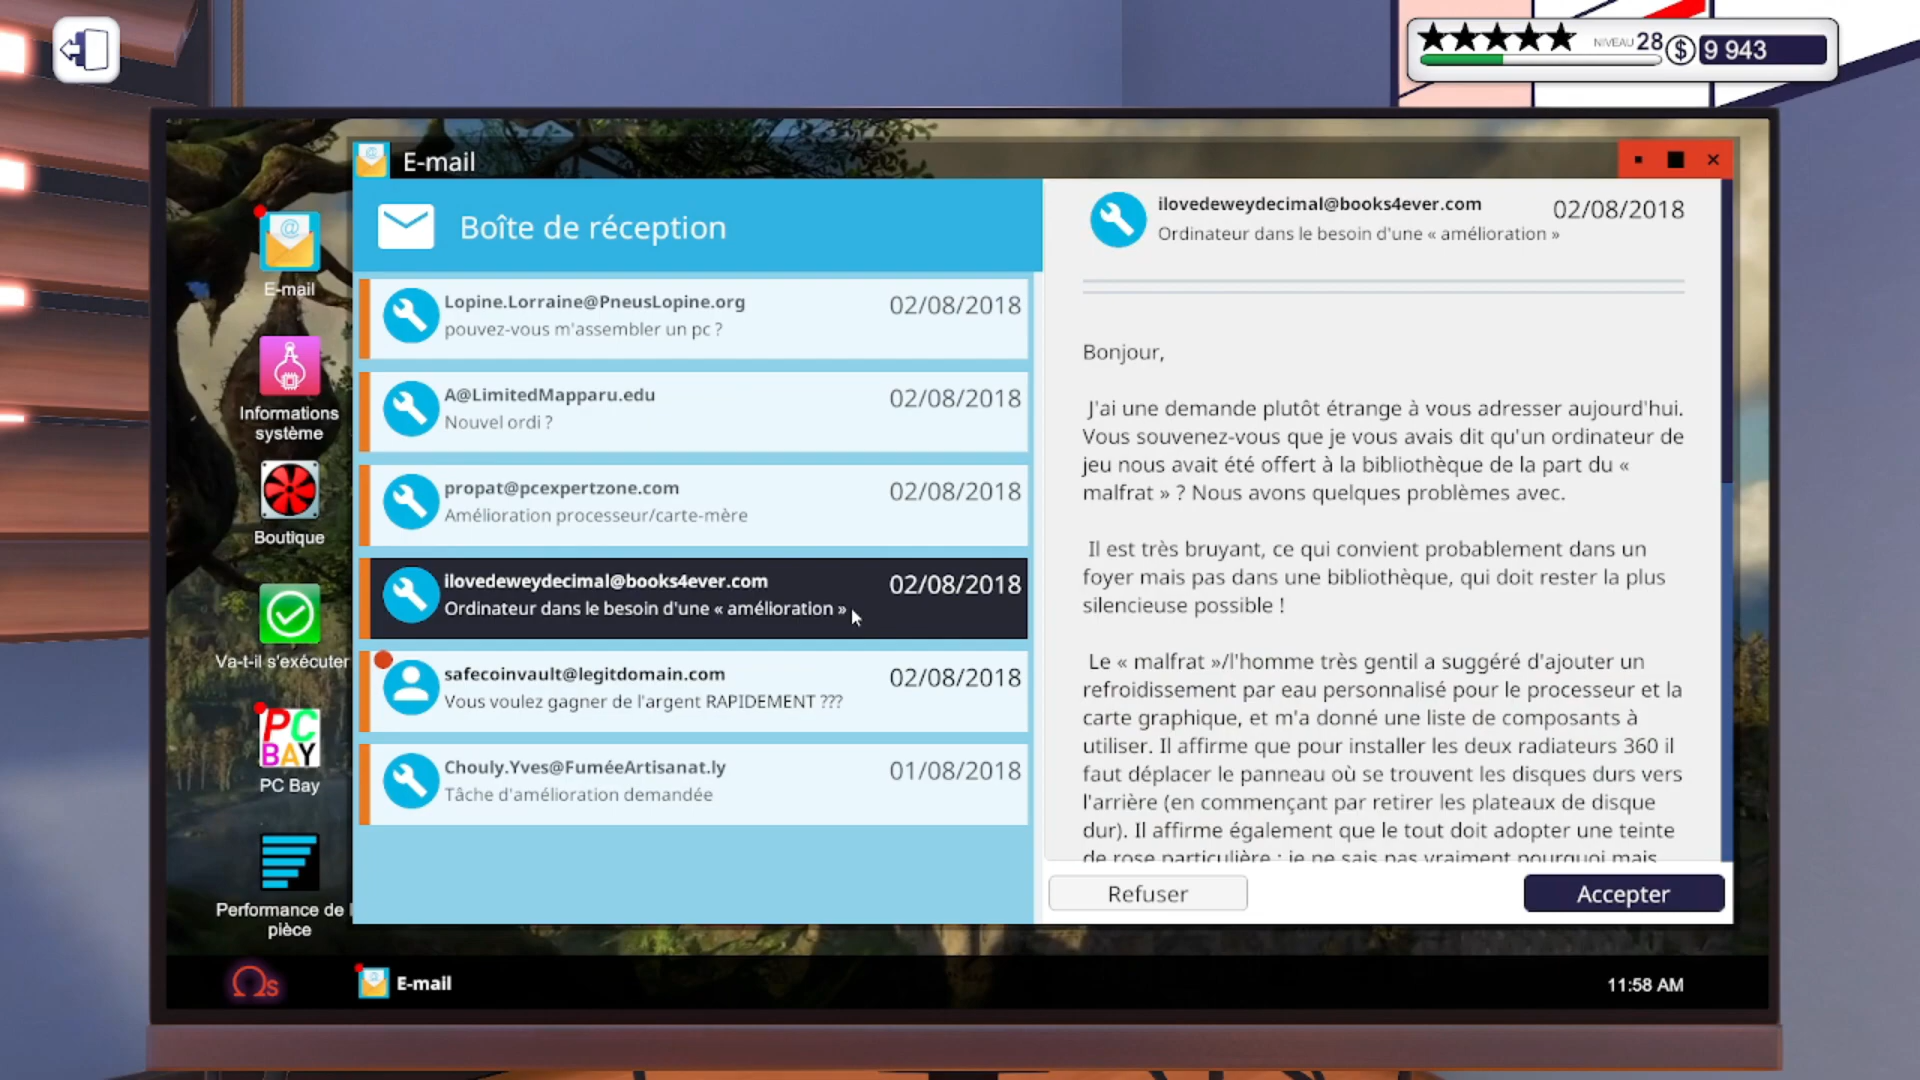 NIVEAU 28 $ 9 943
E-mail
Boîte de réception
Lopine.Lorraine@PneusLopine.org 02/08/2018
pouvez-vous m'assembler un pc ?
A@LimitedMapparu.edu 02/08/2018
Nouvel ordi ?
propat@pcexpertzone.com 02/08/2018
Amélioration processeur/carte-mère
ilovedeweydecimal@books4ever.com 02/08/2018
Ordinateur dans le besoin d'une « amélioration »
safecoinvault@legitdomain.com 02/08/2018
Vous voulez gagner de l'argent RAPIDEMENT ???
Chouly.Yves@FuméeArtisanat.ly 01/08/2018
Tâche d'amélioration demandée
ilovedeweydecimal@books4ever.com 02/08/2018
Ordinateur dans le besoin d'une « amélioration »
Bonjour,
J'ai une demande plutôt étrange à vous adresser aujourd'hui.
Vous souvenez-vous que je vous avais dit qu'un ordinateur de
jeu nous avait été offert à la bibliothèque de la part du «
malfrat » ? Nous avons quelques problèmes avec.
Il est très bruyant, ce qui convient probablement dans un
foyer mais pas dans une bibliothèque, qui doit rester la plus
silencieuse possible !
Le « malfrat »/l'homme très gentil a suggéré d'ajouter un
refroidissement par eau personnalisé pour le processeur et la
carte graphique, et m'a donné une liste de composants à
utiliser. Il affirme que pour installer les deux radiateurs 360 il
faut déplacer le panneau où se trouvent les disques durs vers
l'arrière (en commençant par retirer les plateaux de disque
dur). Il affirme également que le tout doit adopter une teinte
de rose particulière ; je ne sais pas vraiment pourquoi mais
Refuser
Accepter
E-mail
Informations
système
Boutique
Va-t-il s'exécuter
PC
BAY
PC Bay
Performance de
pièce
Ωs
E-mail
11:58 AM